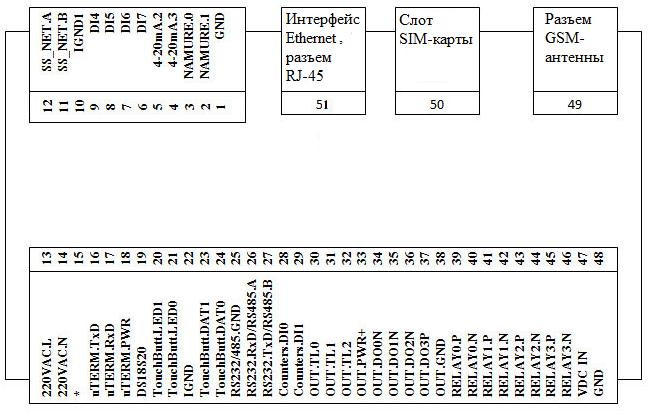 12 SS_NET.A
11 SS_NET.B
10 IGND1
9 DI4
8 DI5
7 DI6
6 DI7
5 4-20mA.2
4 4-20mA.3
3 NAMURE.0
2 NAMURE.1
1 GND
Интерфейс
Ethernet ,
разъем
RJ-45
51
Слот
SIM-карты
50
Разъем
GSM-
антенны
49
220VAC.L 13
220VAC.N 14
* 15
uTERM.TxD 16
uTERM.RxD 17
uTERM.PWR 18
DS18S20 19
TouchButt.LED1 20
TouchButt.LED0 21
IGND 22
TouchButt.DAT1 23
TouchButt.DAT0 24
RS232/485.GND 25
RS232.RxD/RS485.A 26
RS232.TxD/RS485.B 27
Counters.DI0 28
Counters.DI1 29
OUT.TL0 30
OUT.TL1 31
OUT.TL2 32
OUT.PWR+ 33
OUT.DO0N 34
OUT.DO1N 35
OUT.DO2N 36
OUT.DO3P 37
OUT.GND 38
RELAY0.P 39
RELAY0.N 40
RELAY1.P 41
RELAY1.N 42
RELAY2.P 43
RELAY2.N 44
RELAY3.P 45
RELAY3.N 46
VDC IN 47
GND 48